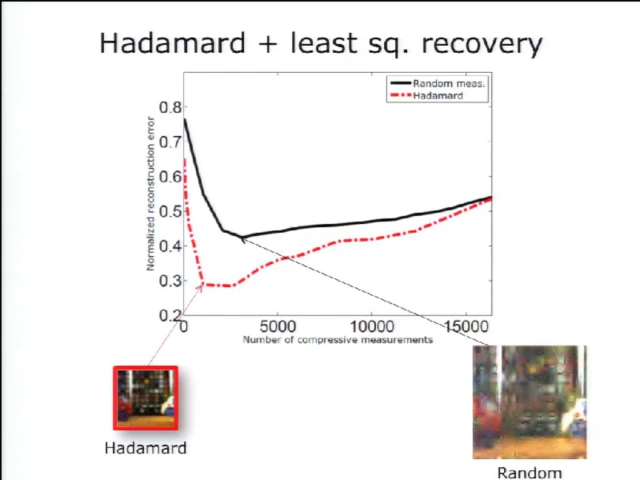 Hadamard + least sq. recovery
Random meas.
Hadamard
Normalized reconstruction error
0.8
0.7
0.6
0.5
0.4
0.3
0.2
0 5000 10000 15000
Number of compressive measurements
Hadamard
Random